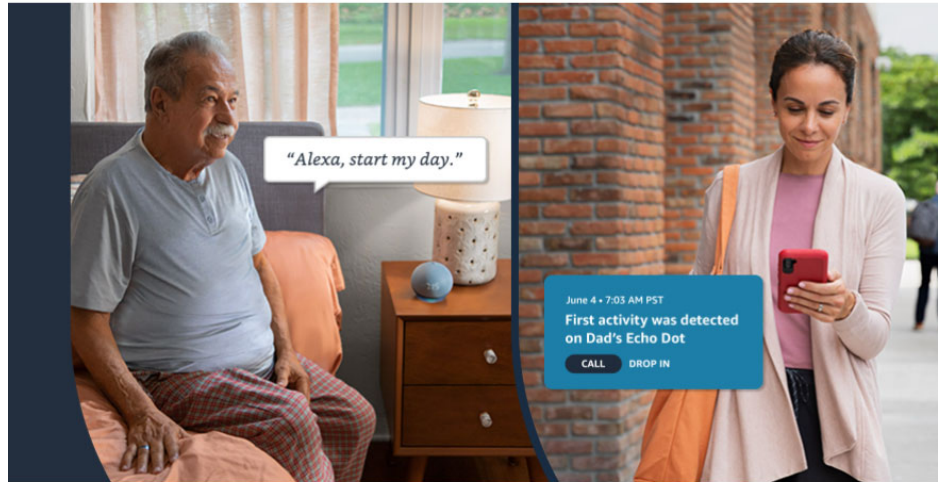 “Alexa, start my day.”
June 4 • 7:03 AM PST
First activity was detected
on Dad's Echo Dot
CALL DROP IN